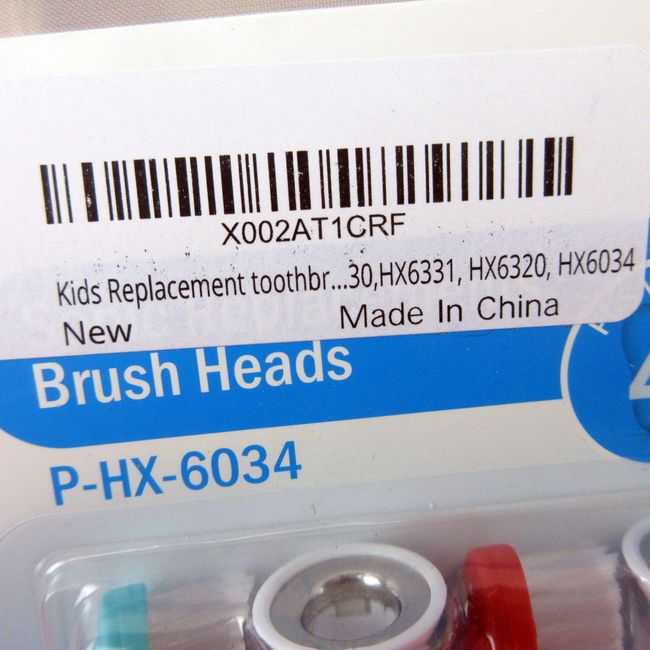 X002AT1CRF
Kids Replacement toothbr...30,HX6331, HX6320, HX6034
New
Made In China
Brush Heads
P-HX-6034